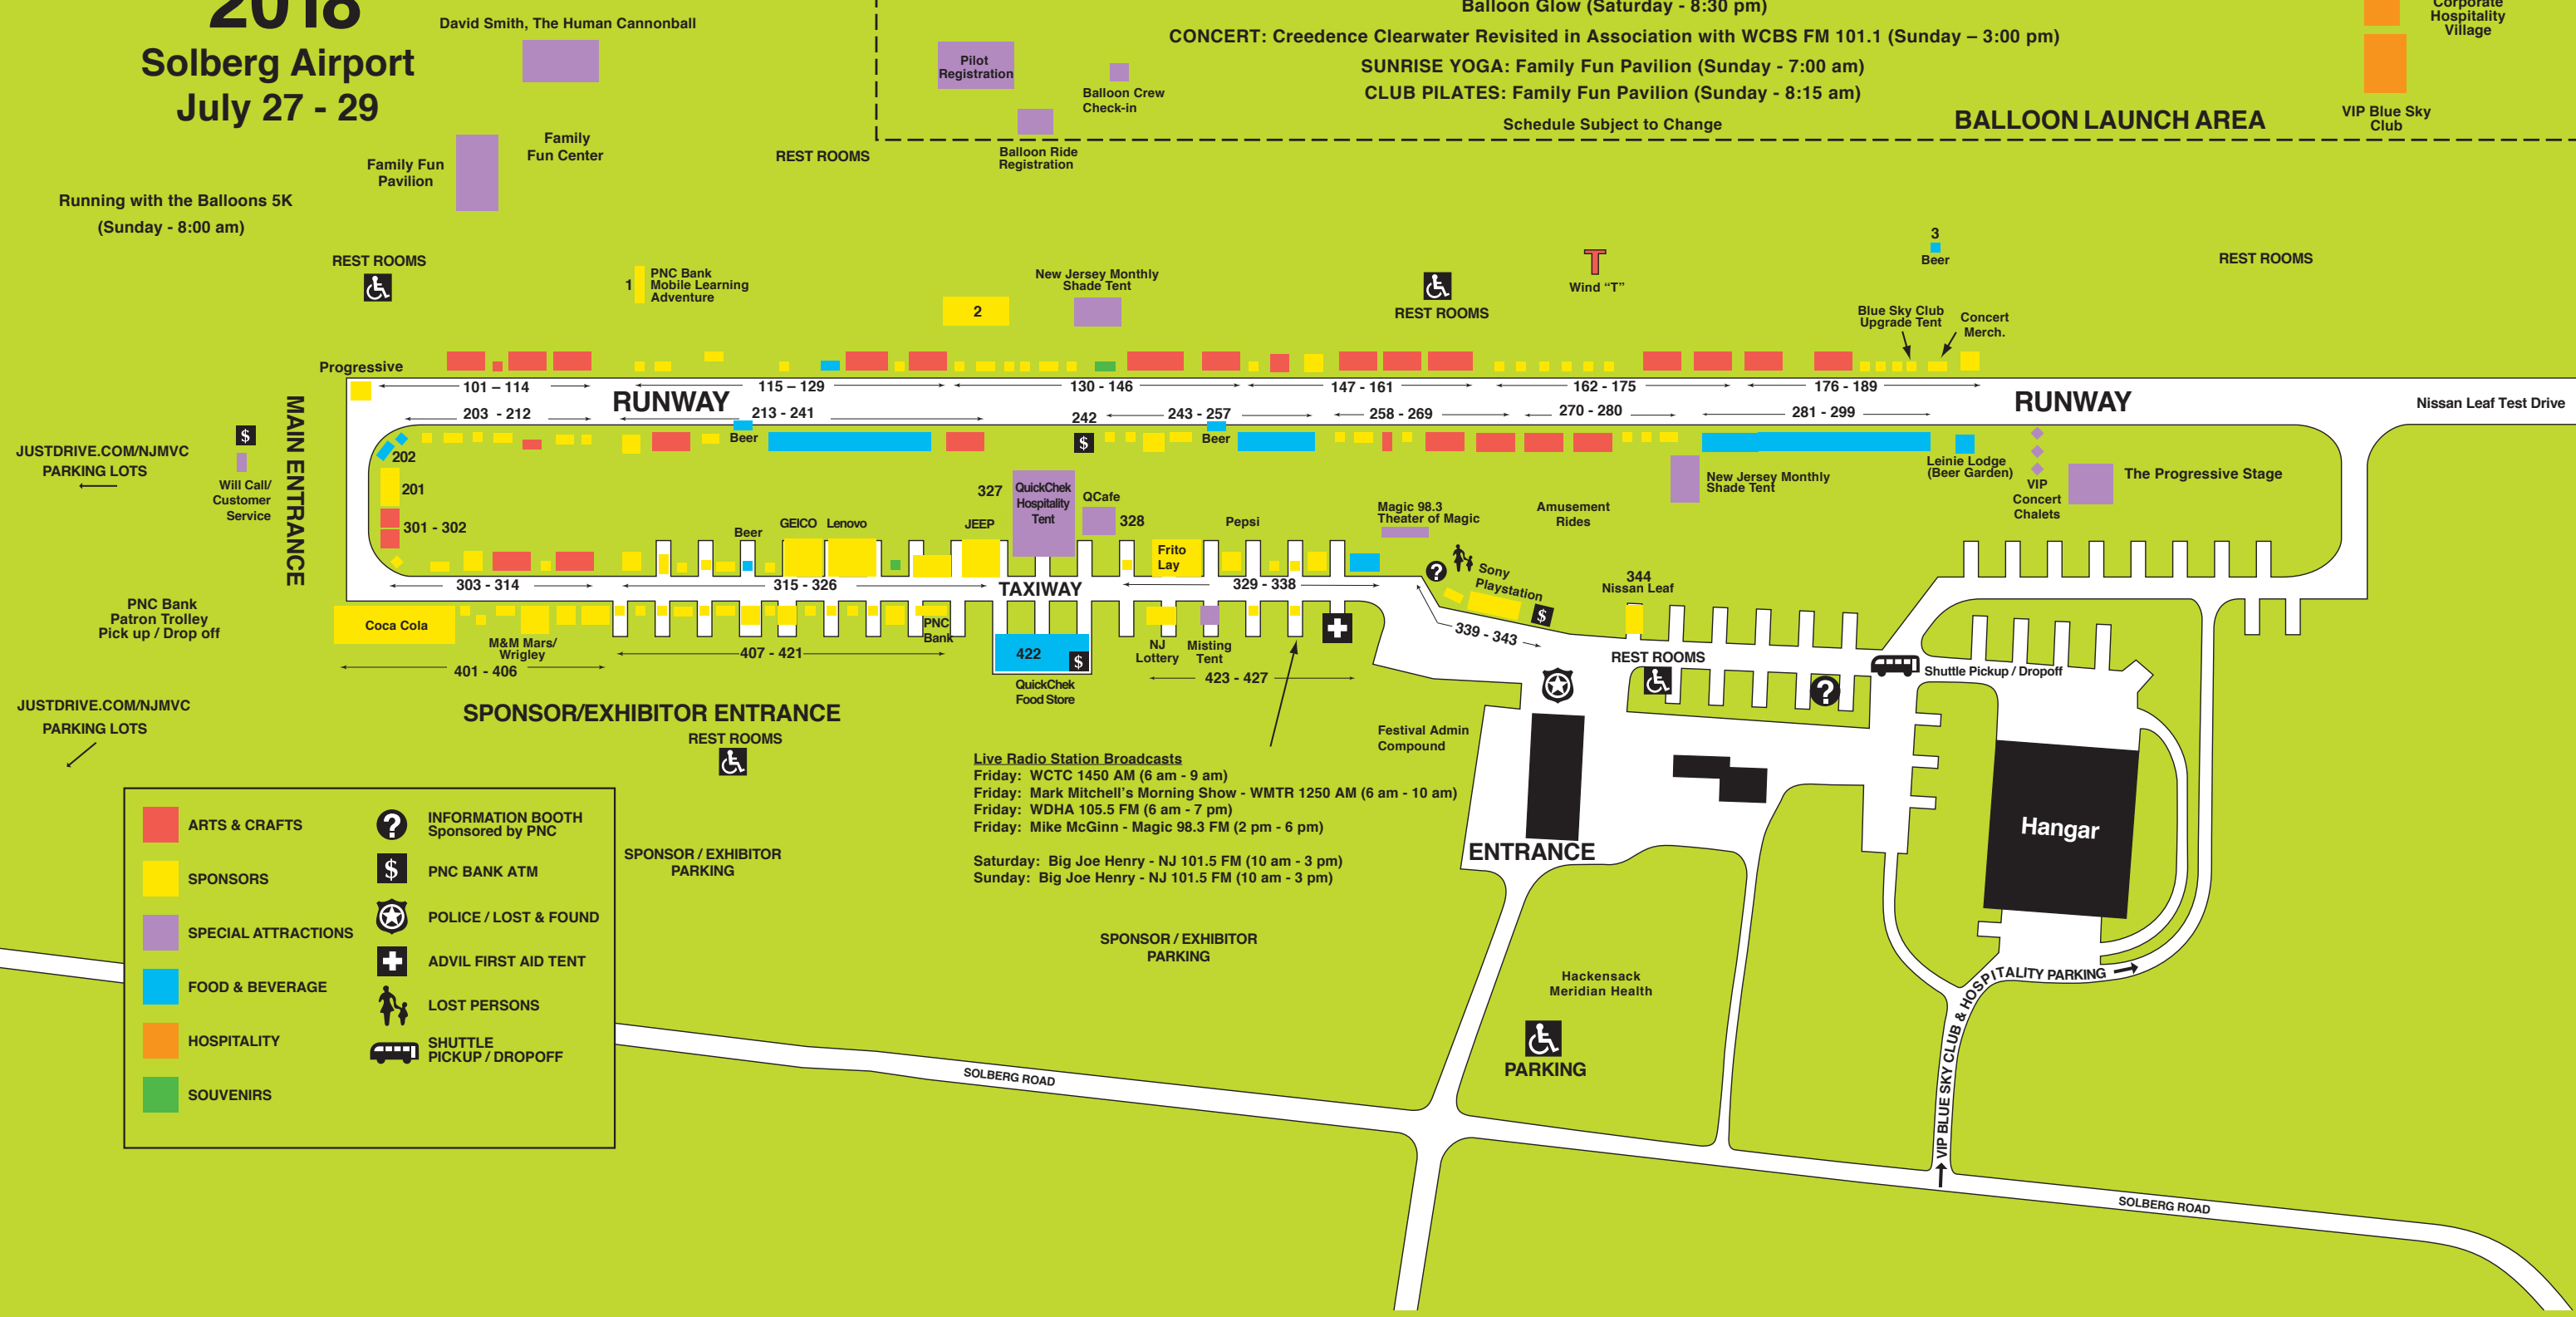 2018
Solberg Airport
July 27 - 29
David Smith, The Human Cannonball
Family Fun
Pavilion
Family
Fun Center
Running with the Balloons 5K
(Sunday - 8:00 am)
REST ROOMS
Pilot
Registration
Balloon Crew
Check-in
Balloon Ride
Registration
Balloon Glow (Saturday - 8:30 pm)
CONCERT: Creedence Clearwater Revisited in Association with WCBS FM 101.1 (Sunday – 3:00 pm)
SUNRISE YOGA: Family Fun Pavilion (Sunday - 7:00 am)
CLUB PILATES: Family Fun Pavilion (Sunday - 8:15 am)
Schedule Subject to Change
BALLOON LAUNCH AREA
Corporate
Hospitality
Village
VIP Blue Sky
Club
REST ROOMS
1
PNC Bank
Mobile Learning
Adventure
2
New Jersey Monthly
Shade Tent
REST ROOMS
T
Wind “T”
3
Beer
REST ROOMS
Blue Sky Club
Upgrade Tent
Concert
Merch.
Progressive
101 – 114
115 – 129
130 - 146
147 - 161
162 - 175
176 - 189
RUNWAY
RUNWAY
Nissan Leaf Test Drive
203 - 212
213 - 241
242
243 - 257
258 - 269
270 - 280
281 - 299
MAIN ENTRANCE
$
JUSTDRIVE.COM/NJMVC
PARKING LOTS
Will Call/
Customer
Service
202
201
301 - 302
Beer
$
Beer
Leinie Lodge
(Beer Garden)
VIP
Concert
Chalets
The Progressive Stage
New Jersey Monthly
Shade Tent
327
QuickChek
Hospitality
Tent
QCafe
328
Beer
GEICO
Lenovo
JEEP
Pepsi
Frito
Lay
Magic 98.3
Theater of Magic
Amusement
Rides
303 - 314
315 - 326
TAXIWAY
329 - 338
?
Sony
Playstation
$
339 - 343
344
Nissan Leaf
PNC Bank
Patron Trolley
Pick up / Drop off
Coca Cola
M&M Mars/
Wrigley
401 - 406
407 - 421
PNC
Bank
422
$
QuickChek
Food Store
NJ
Lottery
Misting
Tent
423 - 427
REST ROOMS
?
Shuttle Pickup / Dropoff
JUSTDRIVE.COM/NJMVC
PARKING LOTS
SPONSOR/EXHIBITOR ENTRANCE
REST ROOMS
Festival Admin
Compound
Live Radio Station Broadcasts
Friday: WCTC 1450 AM (6 am - 9 am)
Friday: Mark Mitchell’s Morning Show - WMTR 1250 AM (6 am - 10 am)
Friday: WDHA 105.5 FM (6 am - 7 pm)
Friday: Mike McGinn - Magic 98.3 FM (2 pm - 6 pm)
Saturday: Big Joe Henry - NJ 101.5 FM (10 am - 3 pm)
Sunday: Big Joe Henry - NJ 101.5 FM (10 am - 3 pm)
ENTRANCE
Hangar
ARTS & CRAFTS
SPONSORS
SPECIAL ATTRACTIONS
FOOD & BEVERAGE
HOSPITALITY
SOUVENIRS
? INFORMATION BOOTH
Sponsored by PNC
$ PNC BANK ATM
POLICE / LOST & FOUND
ADVIL FIRST AID TENT
LOST PERSONS
SHUTTLE
PICKUP / DROPOFF
SPONSOR / EXHIBITOR
PARKING
SPONSOR / EXHIBITOR
PARKING
Hackensack
Meridian Health
PARKING
VIP BLUE SKY CLUB & HOSPITALITY PARKING
SOLBERG ROAD
SOLBERG ROAD